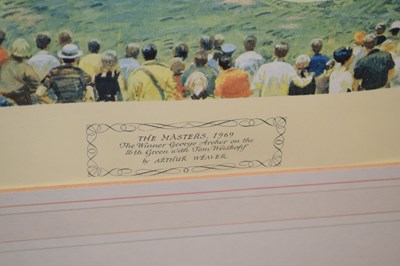 THE MASTERS, 1969
The Winner George Archer on the
16th Green with Tom Weiskopf
by ARTHUR WEAVER